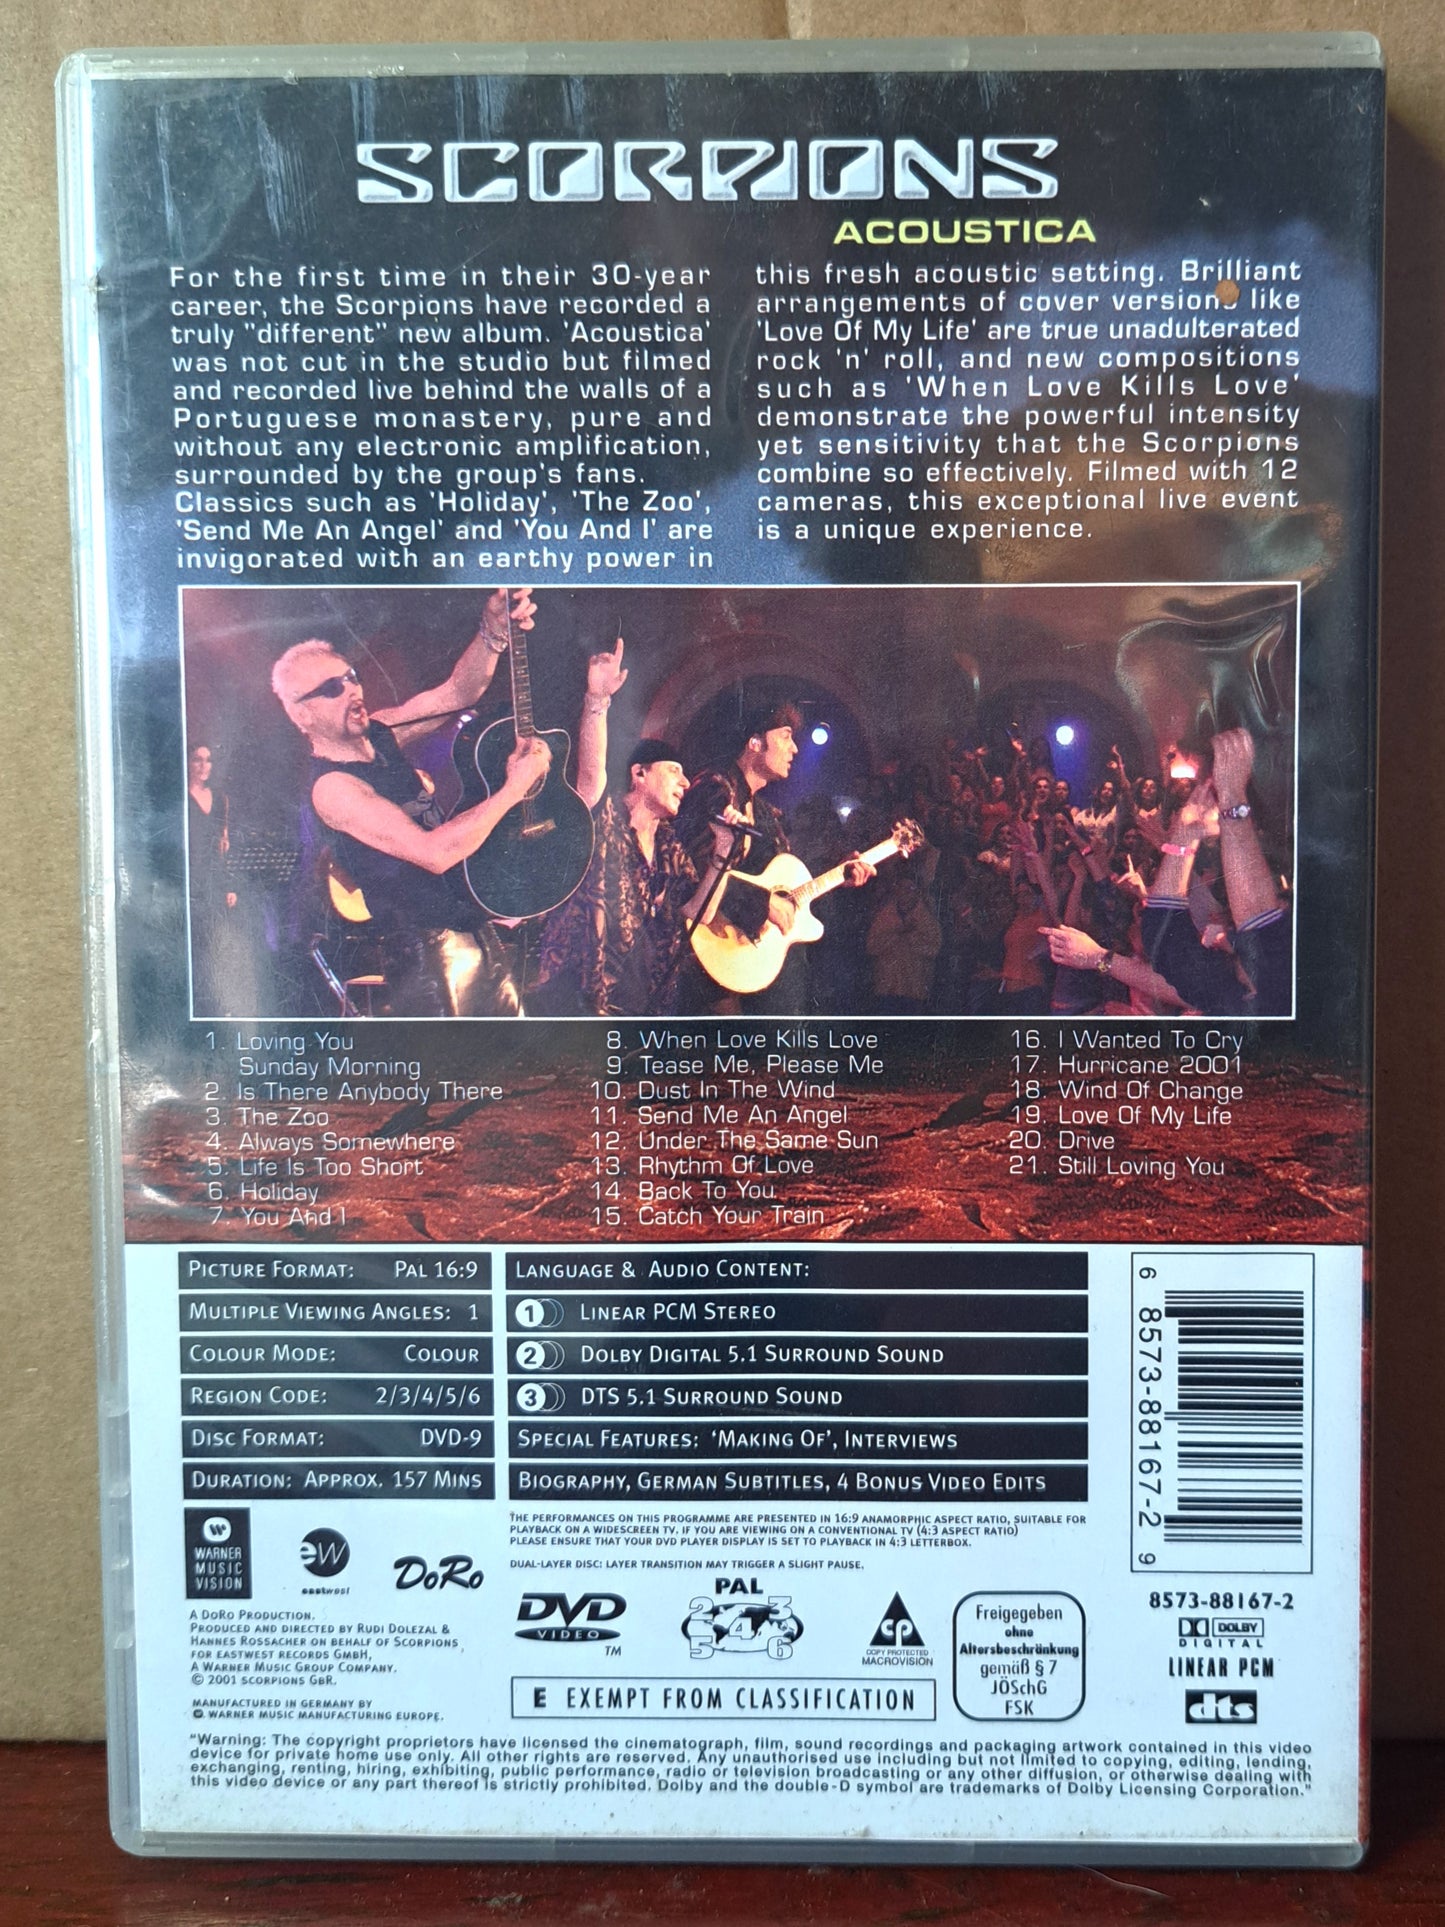 SCORPIONS
ACOUSTICA
For the first time in their 30-year
career, the Scorpions have recorded a
truly "different" new album. 'Acoustica'
was not cut in the studio but filmed
and recorded live behind the walls of a
Portuguese monastery, pure and
without any electronic amplification,
surrounded by the group's fans.
Classics such as 'Holiday', 'The Zoo',
'Send Me An Angel' and 'You And I' are
invigorated with an earthy power in
this fresh acoustic setting. Brilliant
arrangements of cover versions like
'Love Of My Life' are true unadulterated
rock 'n' roll, and new compositions
such as 'When Love Kills Love'
demonstrate the powerful intensity
yet sensitivity that the Scorpions
combine so effectively. Filmed with 12
cameras, this exceptional live event
is a unique experience.
1. Loving You
Sunday Morning
2. Is There Anybody There
3. The Zoo
4. Always Somewhere
5. Life Is Too Short
6. Holiday
7. You And I
8. When Love Kills Love
9. Tease Me, Please Me
10. Dust In The Wind
11. Send Me An Angel
12. Under The Same Sun
13. Rhythm Of Love
14. Back To You
15. Catch Your Train
16. I Wanted To Cry
17. Hurricane 2001
18. Wind Of Change
19. Love Of My Life
20. Drive
21. Still Loving You
PICTURE FORMAT: PAL 16:9
MULTIPLE VIEWING ANGLES: 1
COLOUR MODE: COLOUR
REGION CODE: 2/3/4/5/6
DISC FORMAT: DVD-9
DURATION: APPROX. 157 MINS
LANGUAGE & AUDIO CONTENT:
1 LINEAR PCM STEREO
2 DOLBY DIGITAL 5.1 SURROUND SOUND
3 DTS 5.1 SURROUND SOUND
SPECIAL FEATURES: 'MAKING OF', INTERVIEWS
BIOGRAPHY, GERMAN SUBTITLES, 4 BONUS VIDEO EDITS
6 8573-88167-2 9
WARNER
MUSIC
VISION
ew
eastwest
DoRo
THE PERFORMANCES ON THIS PROGRAMME ARE PRESENTED IN 16:9 ANAMORPHIC ASPECT RATIO, SUITABLE FOR
PLAYBACK ON A WIDESCREEN TV. IF YOU ARE VIEWING ON A CONVENTIONAL TV (4:3 ASPECT RATIO)
PLEASE ENSURE THAT YOUR DVD PLAYER DISPLAY IS SET TO PLAYBACK IN 4:3 LETTERBOX.
DUAL-LAYER DISC: LAYER TRANSITION MAY TRIGGER A SLIGHT PAUSE.
A DORO PRODUCTION.
PRODUCED AND DIRECTED BY RUDI DOLEZAL &
HANNES ROSSACHER ON BEHALF OF SCORPIONS
FOR EASTWEST RECORDS GMBH,
A WARNER MUSIC GROUP COMPANY.
© 2001 SCORPIONS GBR.
MANUFACTURED IN GERMANY BY
WARNER MUSIC MANUFACTURING EUROPE.
DVD
VIDEO
TM
PAL
2 3
4
5 6
CP
COPY PROTECTED
MACROVISION
Freigegeben
ohne
Altersbeschränkung
gemäß § 7
JÖSchG
FSK
8573-88167-2
DOLBY
DIGITAL
LINEAR PCM
dts
E EXEMPT FROM CLASSIFICATION
"Warning: The copyright proprietors have licensed the cinematograph, film, sound recordings and packaging artwork contained in this video
device for private home use only. All other rights are reserved. Any unauthorised use including but not limited to copying, editing, lending,
exchanging, renting, hiring, exhibiting, public performance, radio or television broadcasting or any other diffusion, or otherwise dealing with
this video device or any part thereof is strictly prohibited. Dolby and the double-D symbol are trademarks of Dolby Licensing Corporation."